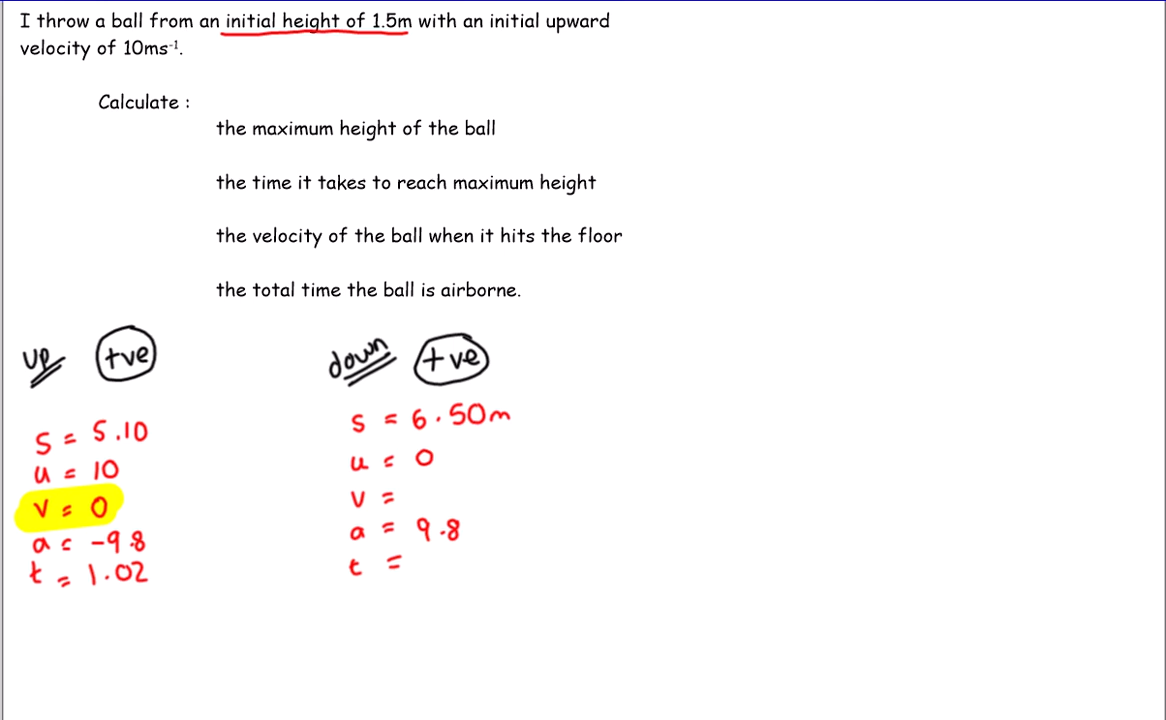 I throw a ball from an initial height of 1.5m with an initial upward
velocity of 10ms⁻¹.
Calculate :
the maximum height of the ball
the time it takes to reach maximum height
the velocity of the ball when it hits the floor
the total time the ball is airborne.
up +ve
s = 5.10
u = 10
v = 0
a = -9.8
t = 1.02
down +ve
s = 6.50m
u = 0
v =
a = 9.8
t =